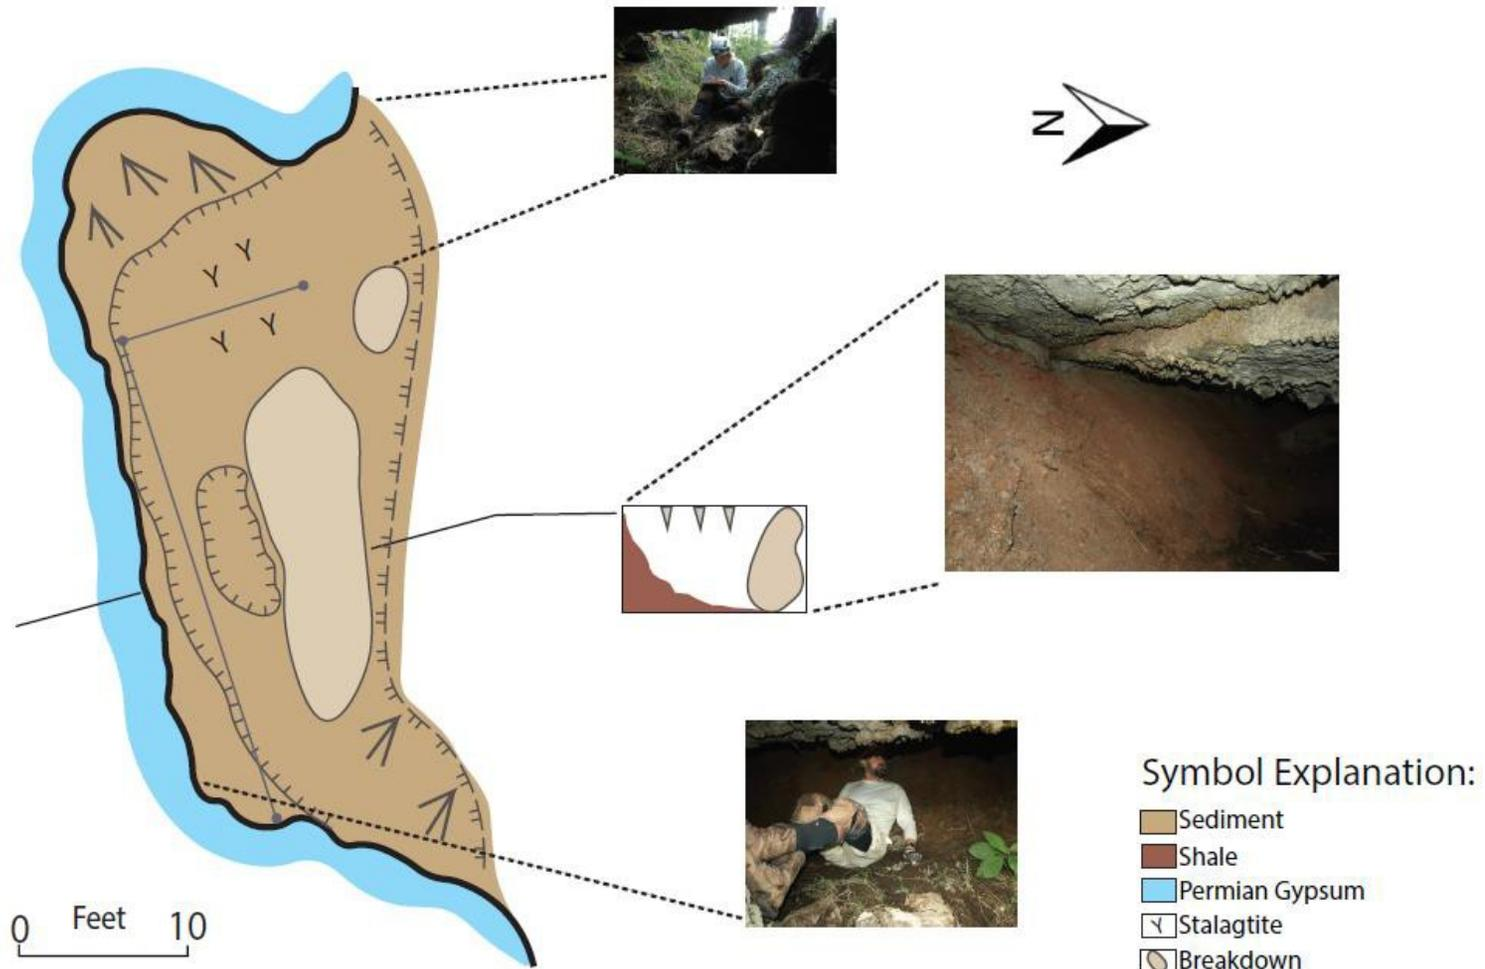 N
Symbol Explanation:
Sediment
Shale
Permian Gypsum
Y Stalagtite
Breakdown
Y Y
Y Y
Feet
0 10